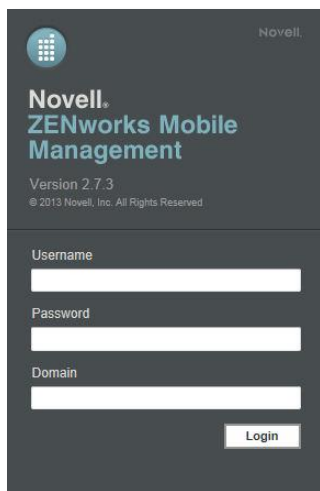 Novell.
Novell®
ZENworks Mobile
Management
Version 2.7.3
© 2013 Novell, Inc. All Rights Reserved
Username
Password
Domain
Login